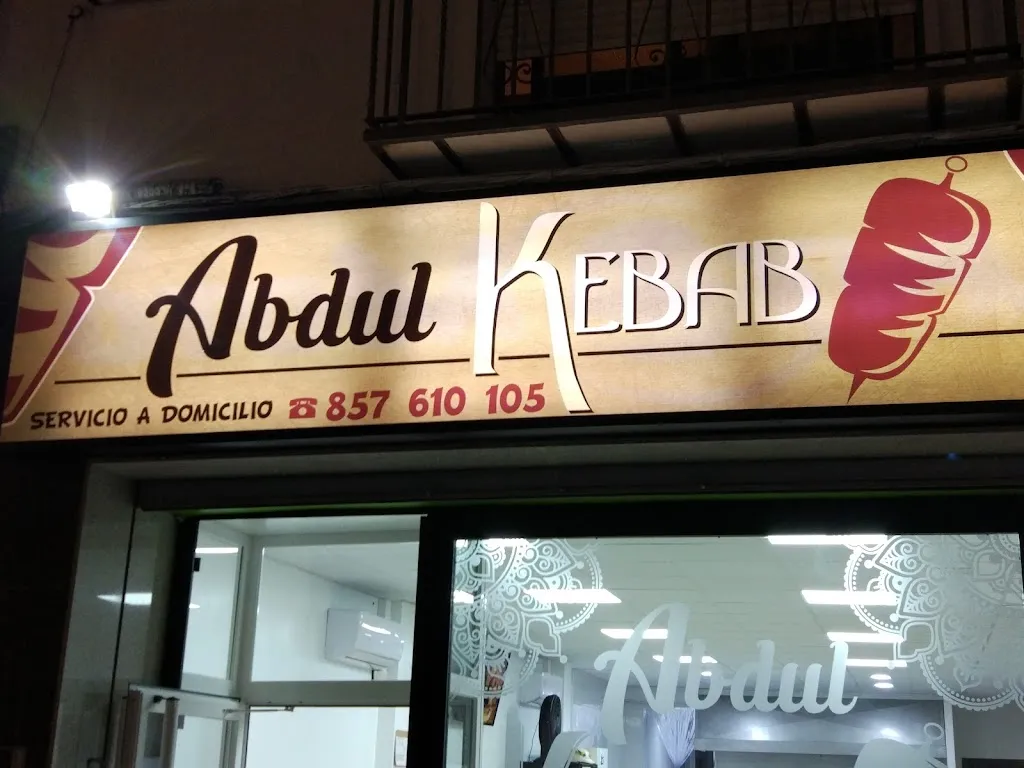 Abdul KEBAB
SERVICIO A DOMICILIO ☎ 857 610 105
Abdul